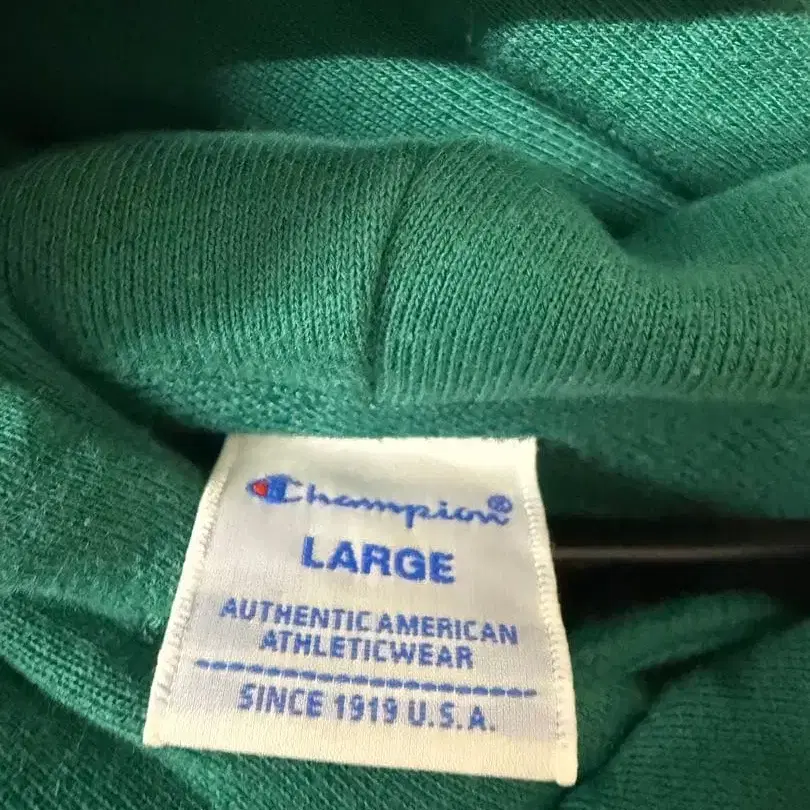 Champion®
LARGE
AUTHENTIC AMERICAN
ATHLETICWEAR
SINCE 1919 U.S.A.